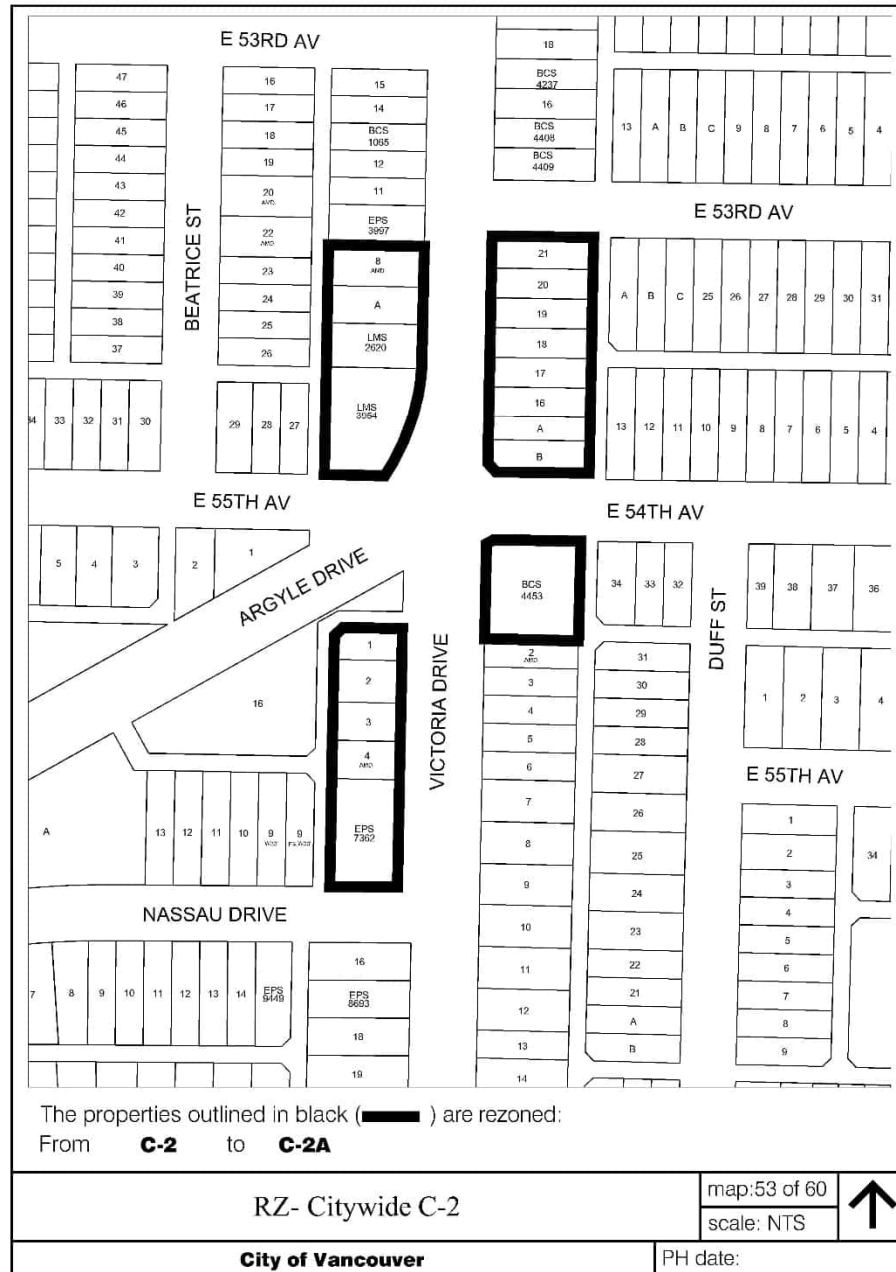 E 53RD AV
47
46
45
44
43
42
41
40
39
38
37
16
17
18
19
20
AMD
22
AMD
23
24
25
26
15
14
BCS
1065
12
11
EPS
3997
8
AMD
A
LMS
2620
LMS
3954
18
BCS
4237
16
BCS
4408
BCS
4409
13 A B C 9 8 7 6 5 4
E 53RD AV
BEATRICE ST
21
20
19
18
17
16
A
B
A B C 25 26 27 28 29 30 31
13 12 11 10 9 8 7 6 5 4
34 33 32 31 30
29 28 27
E 55TH AV
E 54TH AV
5 4 3 2 1
ARGYLE DRIVE
BCS
4453
34 33 32
DUFF ST
39 38 37 36
1 2 3 4
E 55TH AV
16
1
2
3
4
AMD
EPS
7362
VICTORIA DRIVE
2
AMD
3
4
5
6
7
8
9
10
11
12
13
14
31
30
29
28
27
26
25
24
23
22
21
A
B
1
2
3
4
5
6
7
8
9
34
A
13 12 11 10 9 9
NASSAU DRIVE
7 8 9 10 11 12 13 14 EPS
9449
16
EPS
8693
18
19
The properties outlined in black ( ) are rezoned:
From C-2 to C-2A
RZ- Citywide C-2
map:53 of 60
scale: NTS
City of Vancouver
PH date: